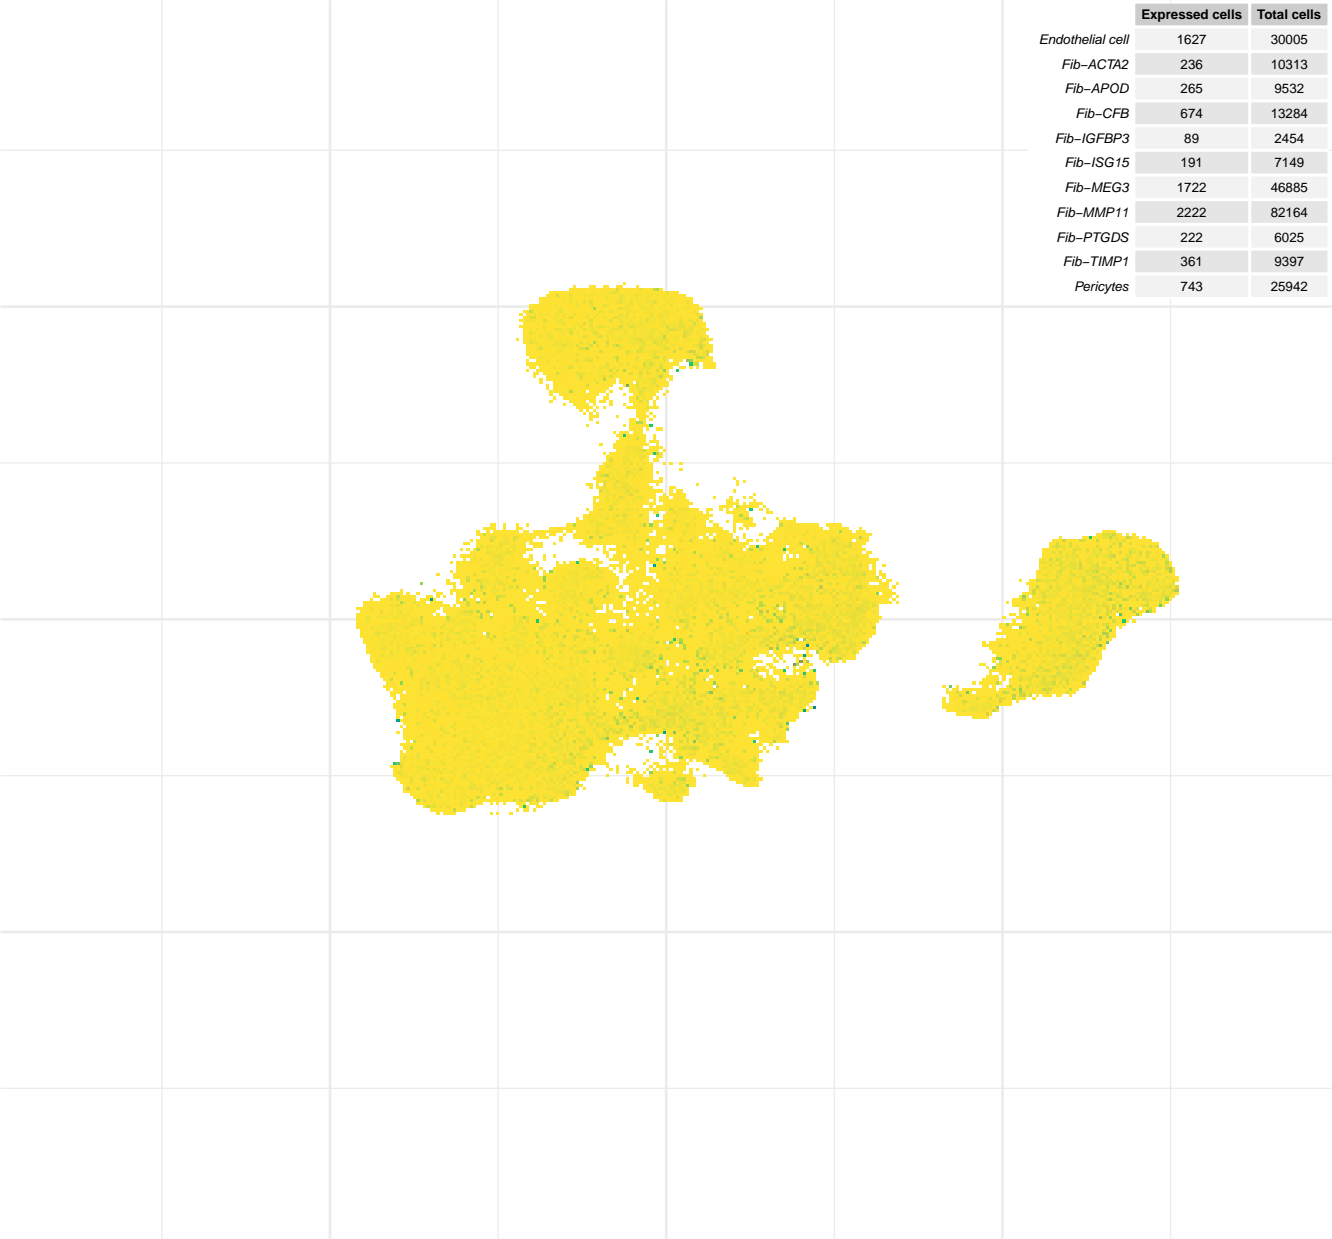 Expressed cells Total cells
Endothelial cell 1627 30005
Fib−ACTA2 236 10313
Fib−APOD 265 9532
Fib−CFB 674 13284
Fib−IGFBP3 89 2454
Fib−ISG15 191 7149
Fib−MEG3 1722 46885
Fib−MMP11 2222 82164
Fib−PTGDS 222 6025
Fib−TIMP1 361 9397
Pericytes 743 25942